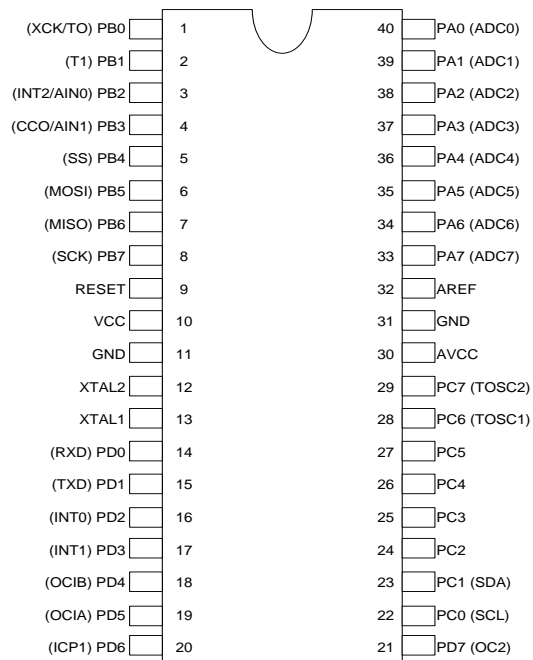 (XCK/TO) PB0 1 40 PA0 (ADC0)
(T1) PB1 2 39 PA1 (ADC1)
(INT2/AIN0) PB2 3 38 PA2 (ADC2)
(CCO/AIN1) PB3 4 37 PA3 (ADC3)
(SS) PB4 5 36 PA4 (ADC4)
(MOSI) PB5 6 35 PA5 (ADC5)
(MISO) PB6 7 34 PA6 (ADC6)
(SCK) PB7 8 33 PA7 (ADC7)
RESET 9 32 AREF
VCC 10 31 GND
GND 11 30 AVCC
XTAL2 12 29 PC7 (TOSC2)
XTAL1 13 28 PC6 (TOSC1)
(RXD) PD0 14 27 PC5
(TXD) PD1 15 26 PC4
(INT0) PD2 16 25 PC3
(INT1) PD3 17 24 PC2
(OCIB) PD4 18 23 PC1 (SDA)
(OCIA) PD5 19 22 PC0 (SCL)
(ICP1) PD6 20 21 PD7 (OC2)